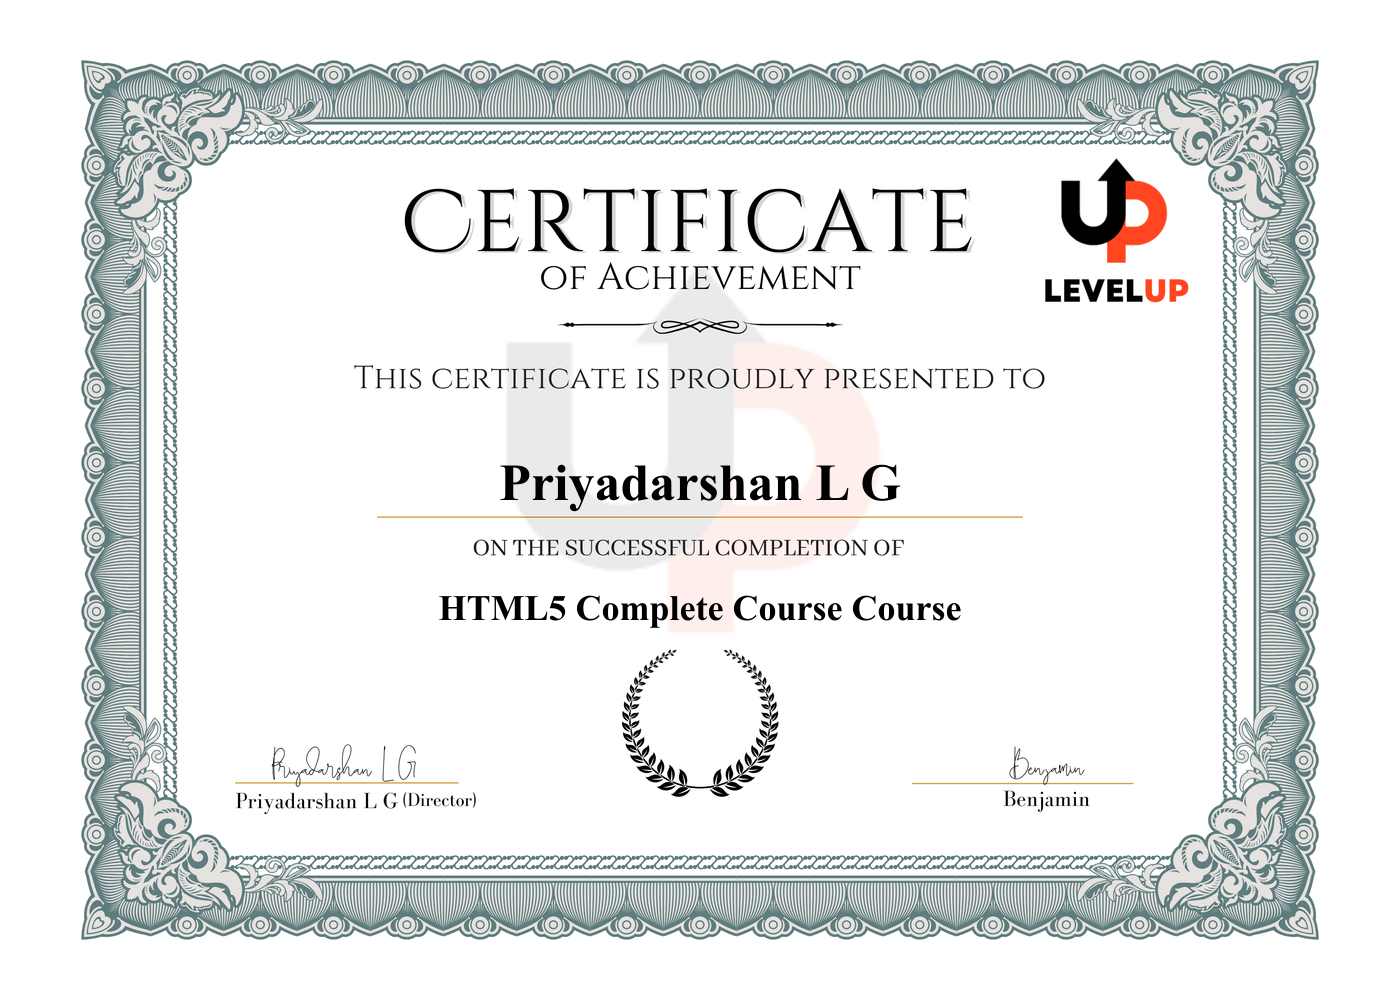 CERTIFICATE
OF ACHIEVEMENT
UP
LEVELUP
THIS CERTIFICATE IS PROUDLY PRESENTED TO
Priyadarshan L G
ON THE SUCCESSFUL COMPLETION OF
HTML5 Complete Course Course
Priyadarshan L G
Priyadarshan L G (Director)
Benjamin
Benjamin